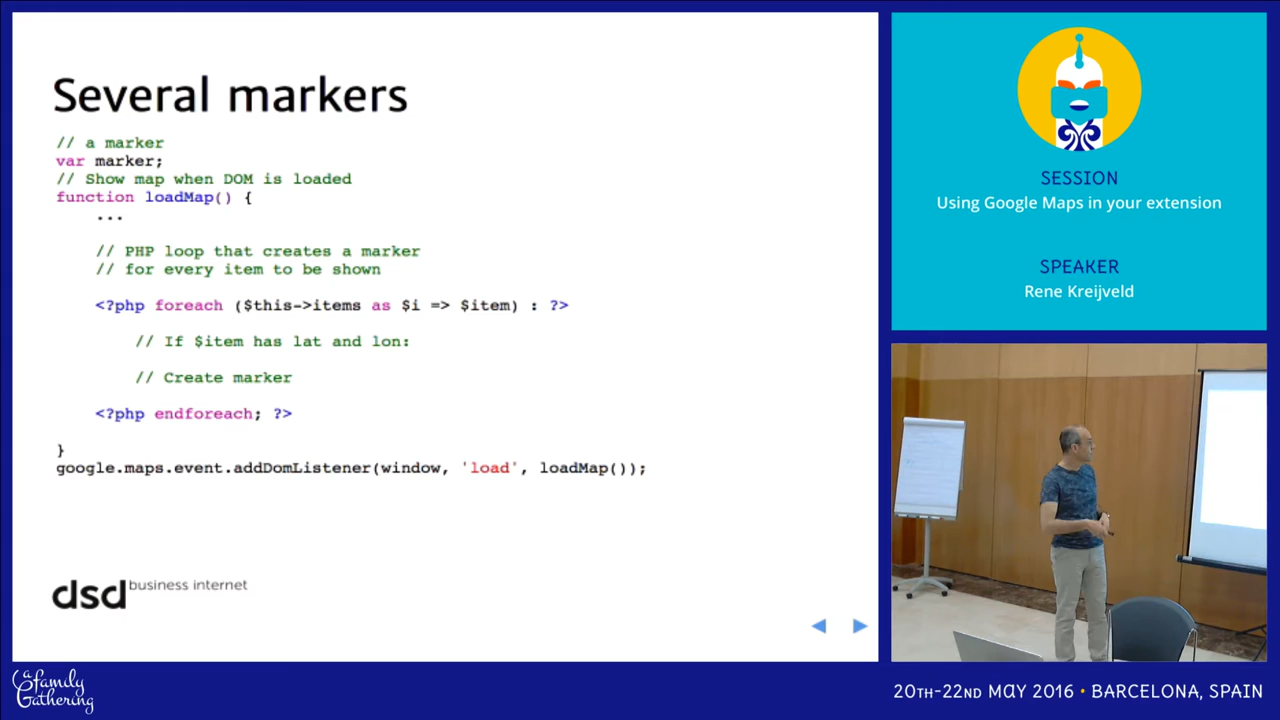 Several markers
// a marker
var marker;
// Show map when DOM is loaded
function loadMap() {
...
// PHP loop that creates a marker
// for every item to be shown
<?php foreach ($this->items as $i => $item) : ?>
// If $item has lat and lon:
// Create marker
<?php endforeach; ?>
}
google.maps.event.addDomListener(window, 'load', loadMap());
dsd business internet
SESSION
Using Google Maps in your extension
SPEAKER
Rene Kreijveld
a family
Gathering
20TH-22ND MAY 2016 • BARCELONA, SPAIN